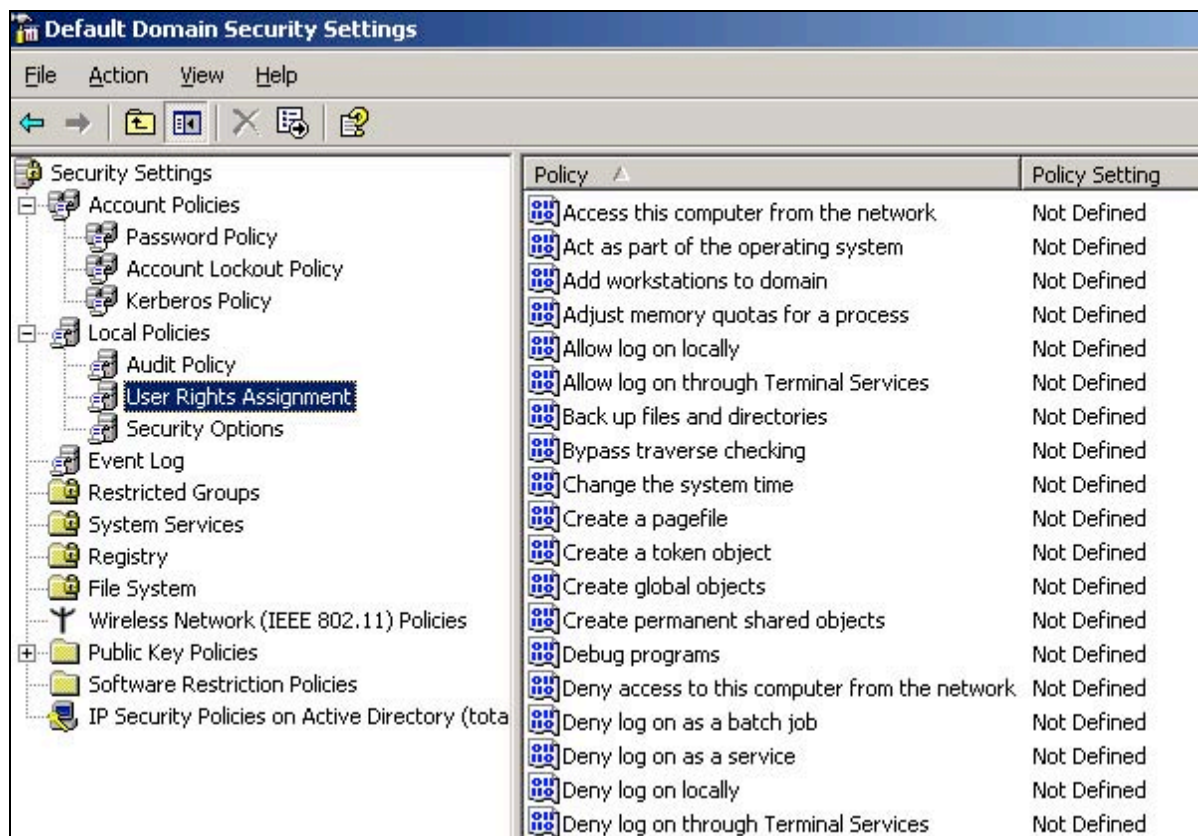 Default Domain Security Settings
File Action View Help
Security Settings
Account Policies
Password Policy
Account Lockout Policy
Kerberos Policy
Local Policies
Audit Policy
User Rights Assignment
Security Options
Event Log
Restricted Groups
System Services
Registry
File System
Wireless Network (IEEE 802.11) Policies
Public Key Policies
Software Restriction Policies
IP Security Policies on Active Directory (tota
Policy Policy Setting
Access this computer from the network Not Defined
Act as part of the operating system Not Defined
Add workstations to domain Not Defined
Adjust memory quotas for a process Not Defined
Allow log on locally Not Defined
Allow log on through Terminal Services Not Defined
Back up files and directories Not Defined
Bypass traverse checking Not Defined
Change the system time Not Defined
Create a pagefile Not Defined
Create a token object Not Defined
Create global objects Not Defined
Create permanent shared objects Not Defined
Debug programs Not Defined
Deny access to this computer from the network Not Defined
Deny log on as a batch job Not Defined
Deny log on as a service Not Defined
Deny log on locally Not Defined
Deny log on through Terminal Services Not Defined